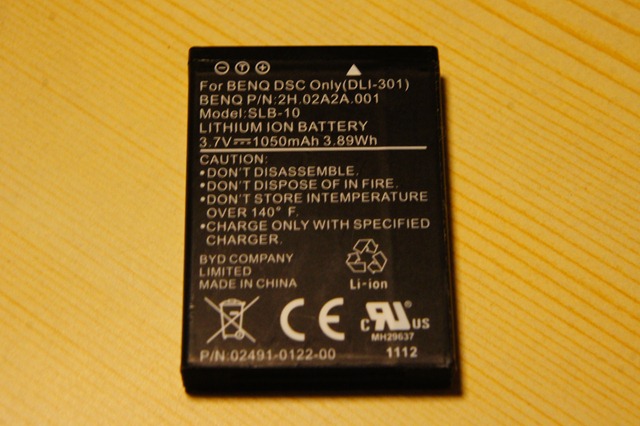 For BENQ DSC Only(DLI-301)
BENQ P/N:2H.02A2A.001
Model:SLB-10
LITHIUM ION BATTERY
3.7V⎓1050mAh 3.89Wh
CAUTION:
•DON'T DISASSEMBLE.
•DON'T DISPOSE OF IN FIRE.
•DON'T STORE INTEMPERATURE
OVER 140° F.
•CHARGE ONLY WITH SPECIFIED
CHARGER.
BYD COMPANY
LIMITED
MADE IN CHINA
Li-ion
CE
c RU US
MH29637
P/N:02491-0122-00
1112